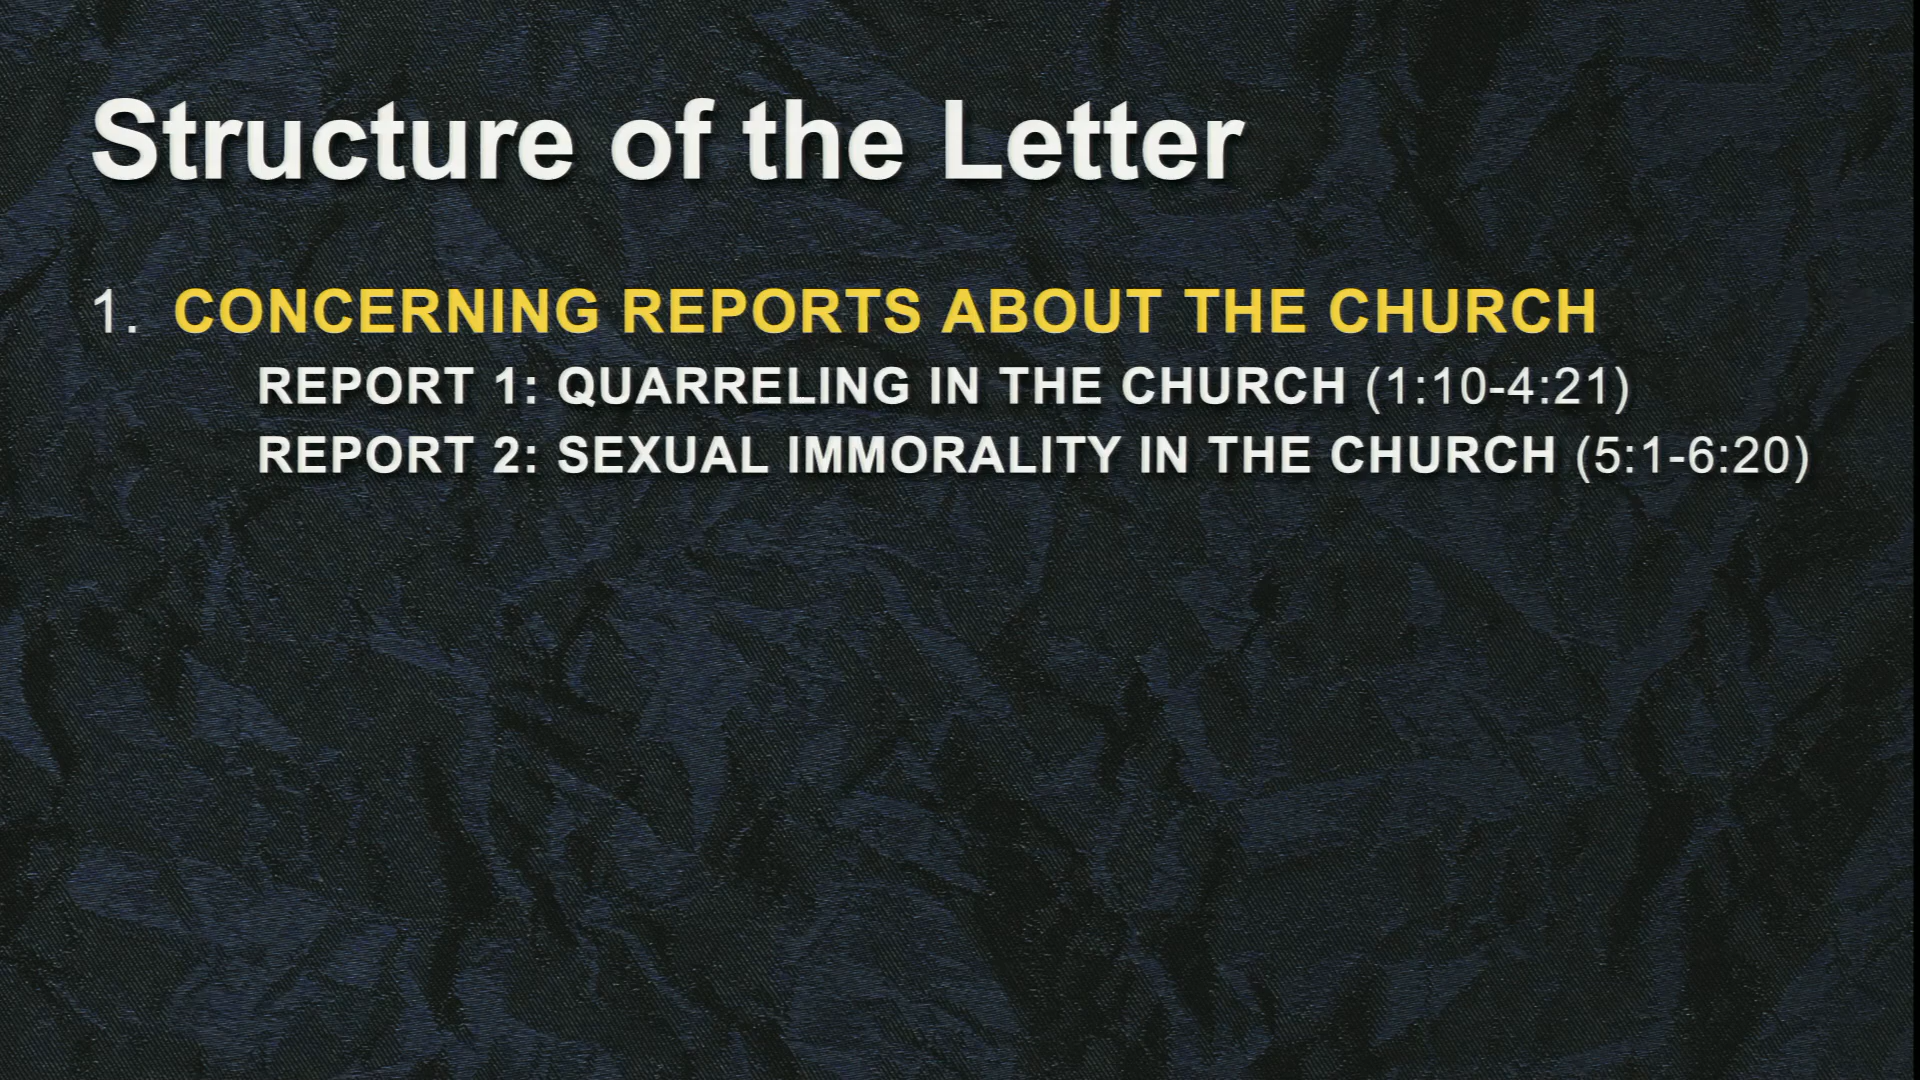 Structure of the Letter
1. CONCERNING REPORTS ABOUT THE CHURCH
REPORT 1: QUARRELING IN THE CHURCH (1:10-4:21)
REPORT 2: SEXUAL IMMORALITY IN THE CHURCH (5:1-6:20)